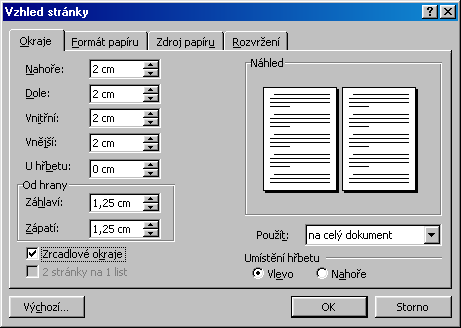 Vzhled stránky
Okraje
Formát papíru
Zdroj papíru
Rozvržení
Nahoře: 2 cm
Dole: 2 cm
Vnitřní: 2 cm
Vnější: 2 cm
U hřbetu: 0 cm
Od hrany
Záhlaví: 1,25 cm
Zápatí: 1,25 cm
Zrcadlové okraje
2 stránky na 1 list
Náhled
Použít: na celý dokument
Umístění hřbetu
Vlevo
Nahoře
Výchozí...
OK
Storno